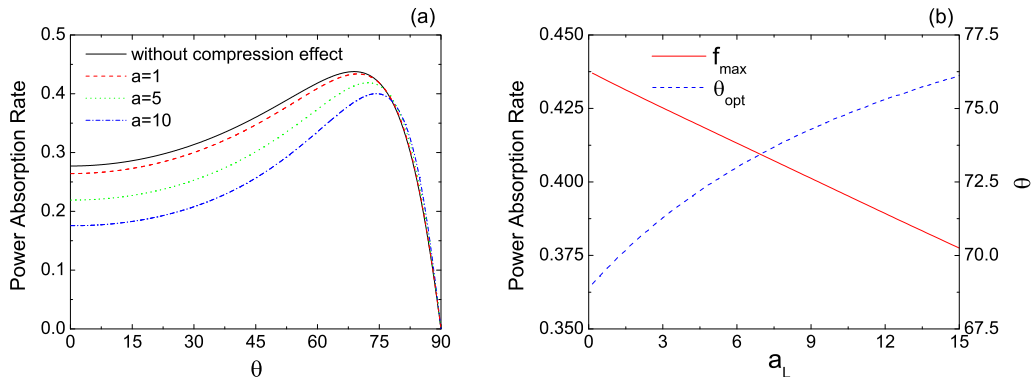 (a)
Power Absorption Rate
0.5
0.4
0.3
0.2
0.1
0.0
without compression effect
a=1
a=5
a=10
0 15 30 45 60 75 90
θ
(b)
Power Absorption Rate
0.450
0.425
0.400
0.375
0.350
f_max
θ_opt
77.5
75.0
72.5
70.0
67.5
θ
0 3 6 9 12 15
a_L